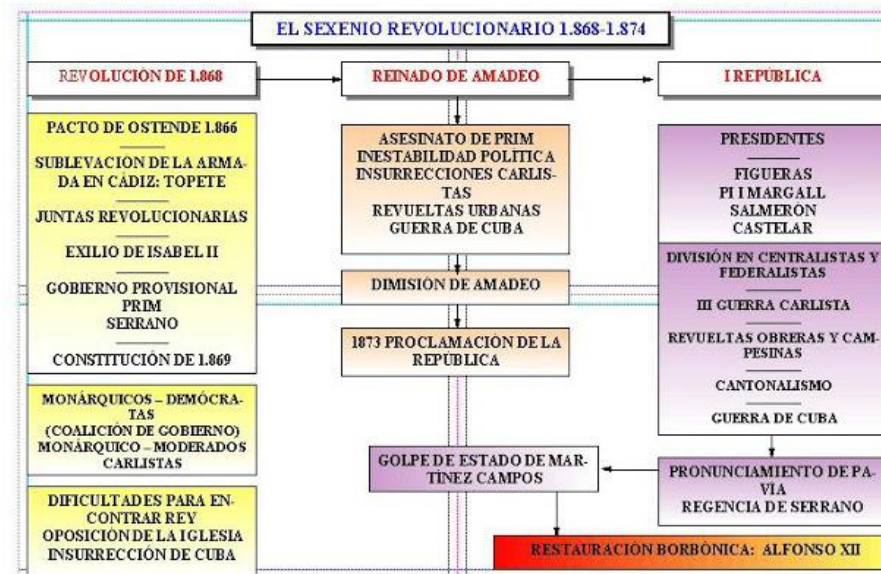 EL SEXENIO REVOLUCIONARIO 1.868-1.874
REVOLUCIÓN DE 1.868
REINADO DE AMADEO
I REPÚBLICA
PACTO DE OSTENDE 1.866
SUBLEVACIÓN DE LA ARMA-
DA EN CÁDIZ: TOPETE
JUNTAS REVOLUCIONARIAS
EXILIO DE ISABEL II
GOBIERNO PROVISIONAL
PRIM
SERRANO
CONSTITUCIÓN DE 1.869
MONÁRQUICOS – DEMÓCRA-
TAS
(COALICIÓN DE GOBIERNO)
MONÁRQUICO – MODERADOS
CARLISTAS
DIFICULTADES PARA EN-
CONTRAR REY
OPOSICIÓN DE LA IGLESIA
INSURRECCIÓN DE CUBA
ASESINATO DE PRIM
INESTABILIDAD POLÍTICA
INSURRECCIONES CARLIS-
TAS
REVUELTAS URBANAS
GUERRA DE CUBA
DIMISIÓN DE AMADEO
1873 PROCLAMACIÓN DE LA
REPÚBLICA
PRESIDENTES
FIGUERAS
PI I MARGALL
SALMERÓN
CASTELAR
DIVISIÓN EN CENTRALISTAS Y
FEDERALISTAS
III GUERRA CARLISTA
REVUELTAS OBRERAS Y CAM-
PESINAS
CANTONALISMO
GUERRA DE CUBA
PRONUNCIAMIENTO DE PA-
VÍA
REGENCIA DE SERRANO
GOLPE DE ESTADO DE MAR-
TÍNEZ CAMPOS
RESTAURACIÓN BORBÓNICA: ALFONSO XII